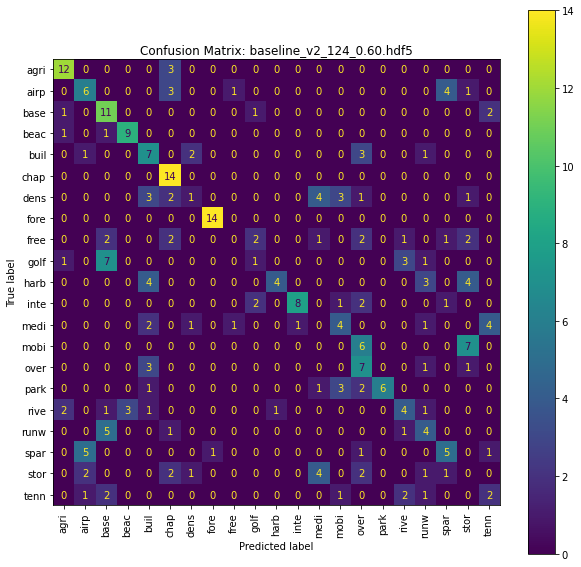 Confusion Matrix: baseline_v2_124_0.60.hdf5
True label
agri 12 0 0 0 0 3 0 0 0 0 0 0 0 0 0 0 0 0 0 0 0
airp 0 6 0 0 0 3 0 0 1 0 0 0 0 0 0 0 0 0 4 1 0
base 1 0 11 0 0 0 0 0 0 1 0 0 0 0 0 0 0 0 0 0 2
beac 1 0 1 9 0 0 0 0 0 0 0 0 0 0 0 0 0 0 0 0 0
buil 0 1 0 0 7 0 2 0 0 0 0 0 0 0 3 0 0 1 0 0 0
chap 0 0 0 0 0 14 0 0 0 0 0 0 0 0 0 0 0 0 0 0 0
dens 0 0 0 0 3 2 1 0 0 0 0 0 4 3 1 0 0 0 0 1 0
fore 0 0 0 0 0 0 0 14 0 0 0 0 0 0 0 0 0 0 0 0 0
free 0 0 2 0 0 2 0 0 0 2 0 0 1 0 2 0 1 0 1 2 0
golf 1 0 7 0 0 0 0 0 0 1 0 0 0 0 0 0 3 1 0 0 0
harb 0 0 0 0 4 0 0 0 0 0 4 0 0 0 0 0 0 3 0 4 0
inte 0 0 0 0 0 0 0 0 0 2 0 8 0 1 2 0 0 0 1 0 0
medi 0 0 0 0 2 0 1 0 1 0 0 1 0 4 0 0 0 1 0 0 4
mobi 0 0 0 0 0 0 0 0 0 0 0 0 0 0 6 0 0 0 0 7 0
over 0 0 0 0 3 0 0 0 0 0 0 0 0 0 7 0 0 1 0 1 0
park 0 0 0 0 1 0 0 0 0 0 0 0 1 3 2 6 0 0 0 0 0
rive 2 0 1 3 1 0 0 0 0 0 1 0 0 0 0 0 4 1 0 0 0
runw 0 0 5 0 0 1 0 0 0 0 0 0 0 0 0 0 1 4 0 0 0
spar 0 5 0 0 0 0 0 1 0 0 0 0 0 0 1 0 0 0 5 0 1
stor 0 2 0 0 0 2 1 0 0 0 0 0 4 0 2 0 0 1 1 0 0
tenn 0 1 2 0 0 0 0 0 0 0 0 0 0 1 0 0 2 1 0 0 2
agri airp base beac buil chap dens fore free golf harb inte medi mobi over park rive runw spar stor tenn
Predicted label
14
12
10
8
6
4
2
0